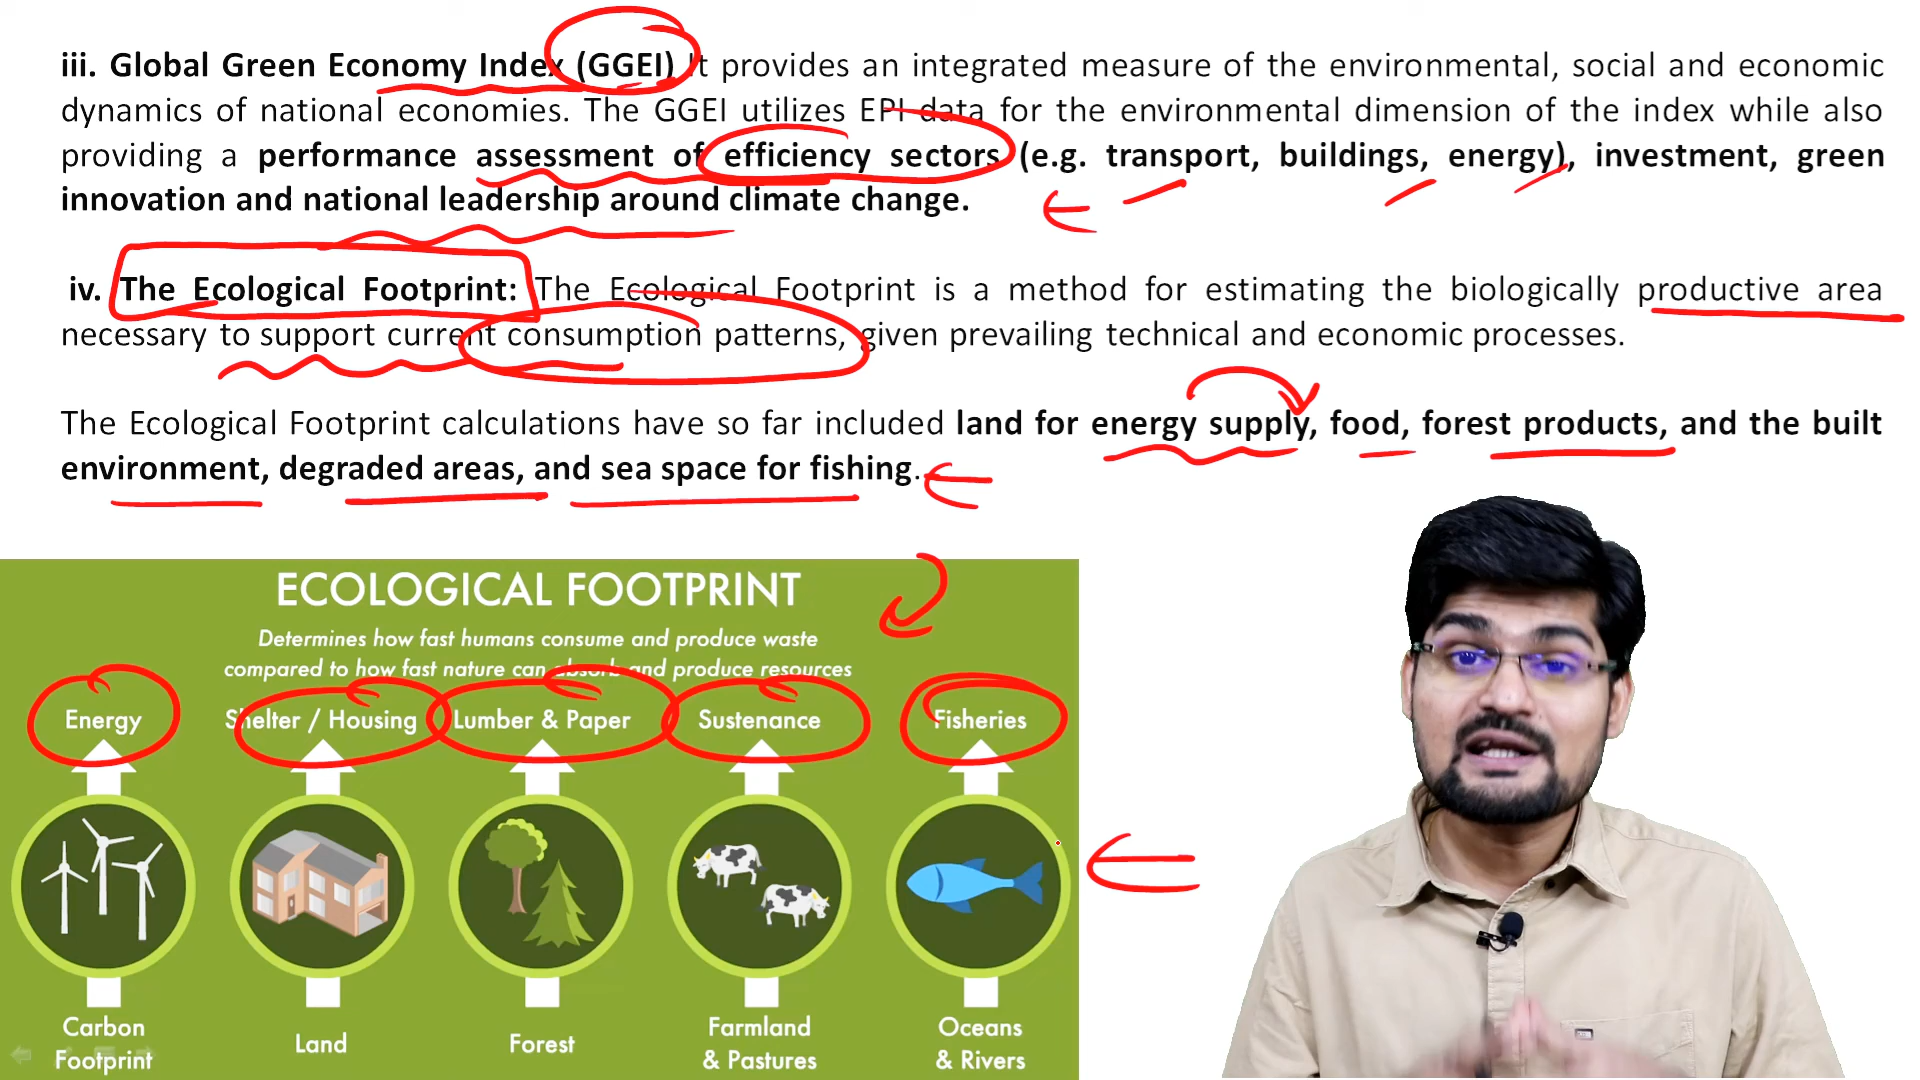 iii. Global Green Economy Index (GGEI) It provides an integrated measure of the environmental, social and economic
dynamics of national economies. The GGEI utilizes EPI data for the environmental dimension of the index while also
providing a performance assessment of efficiency sectors (e.g. transport, buildings, energy), investment, green
innovation and national leadership around climate change.
iv. The Ecological Footprint: The Ecological Footprint is a method for estimating the biologically productive area
necessary to support current consumption patterns, given prevailing technical and economic processes.
The Ecological Footprint calculations have so far included land for energy supply, food, forest products, and the built
environment, degraded areas, and sea space for fishing.
ECOLOGICAL FOOTPRINT
Determines how fast humans consume and produce waste
compared to how fast nature can absorb and produce resources
Energy Shelter / Housing Lumber & Paper Sustenance Fisheries
Carbon Footprint
Land
Forest
Farmland & Pastures
Oceans & Rivers